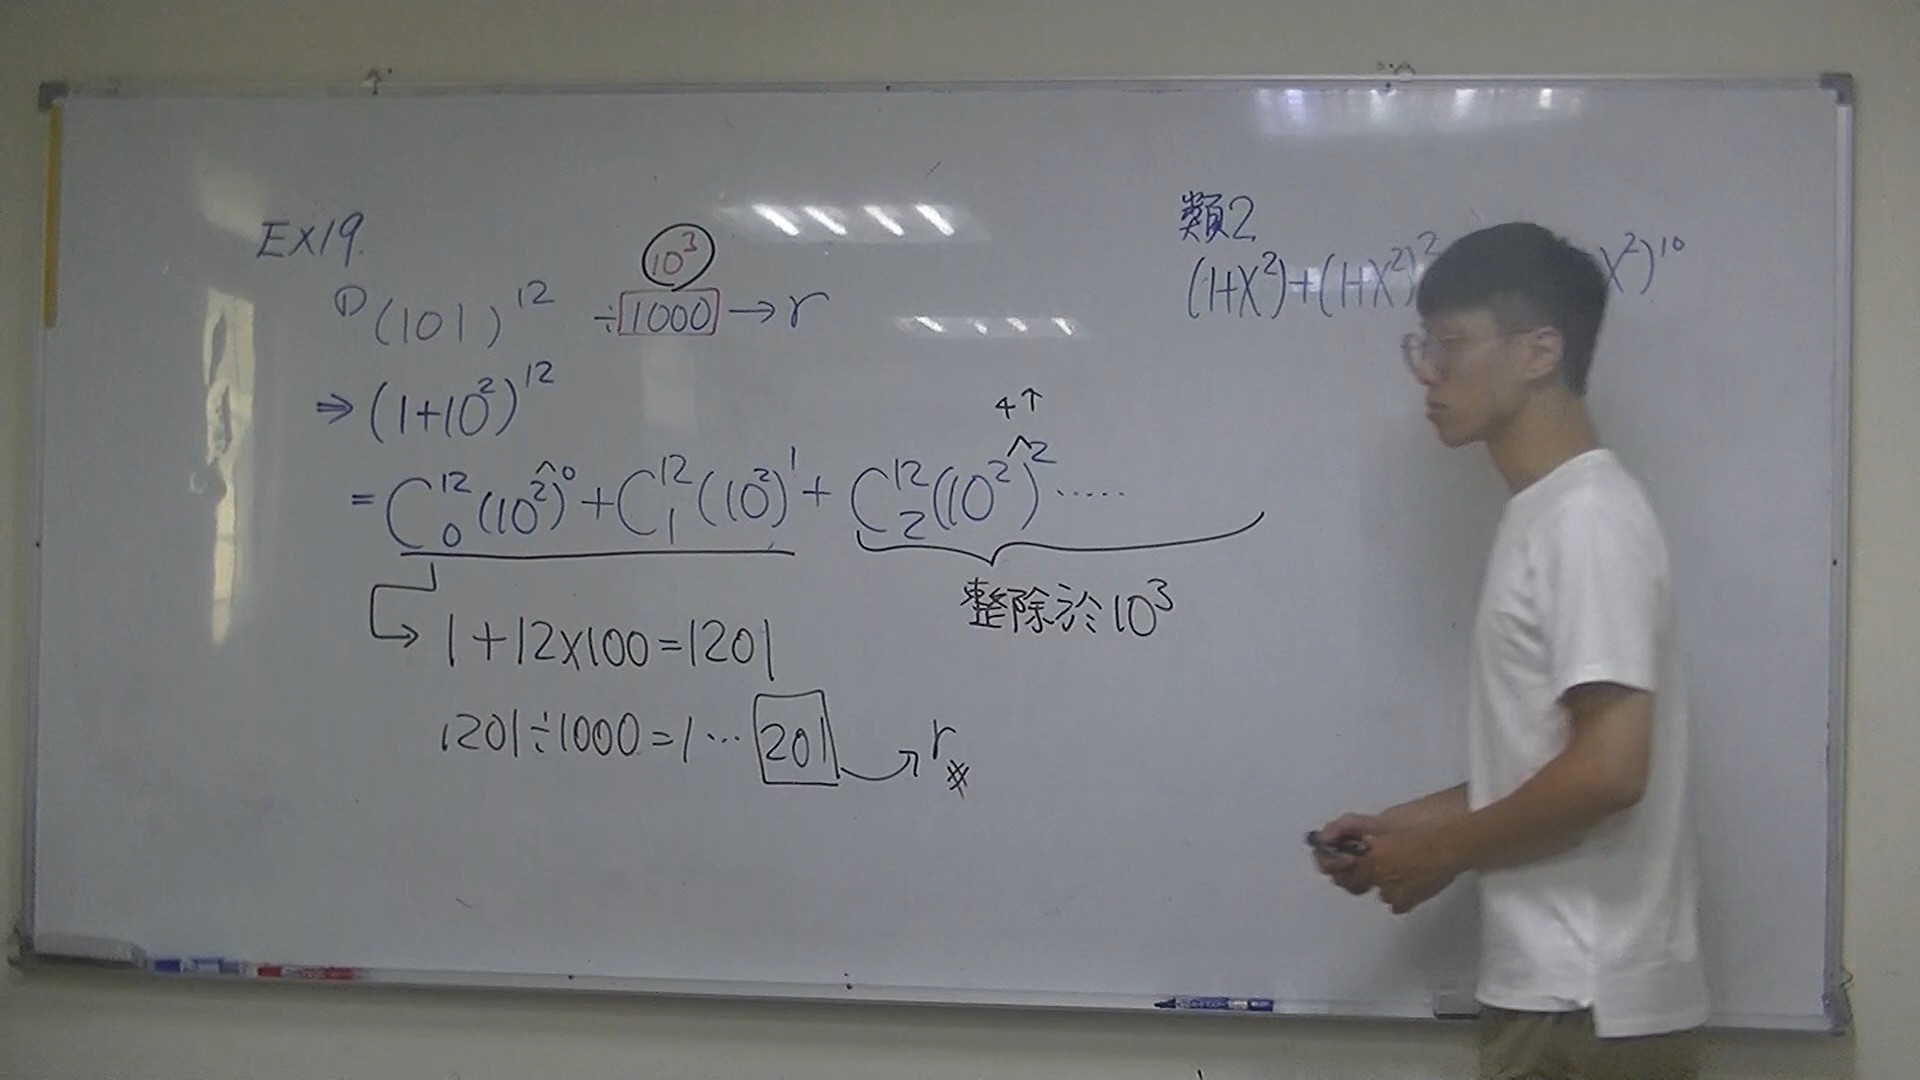 Ex19.
① (101)^12 ÷ 1000 → r
10^3
⇒ (1+10^2)^12
4↑
= C^12_0 (10^2)^0 + C^12_1 (10^2)^1 + C^12_2 (10^2)^2 ......
整除於10^3
1+12×100=1201
1201÷1000=1…201 r#
類2
(1+x^2)+(1+x^2)^2 x^2)^10